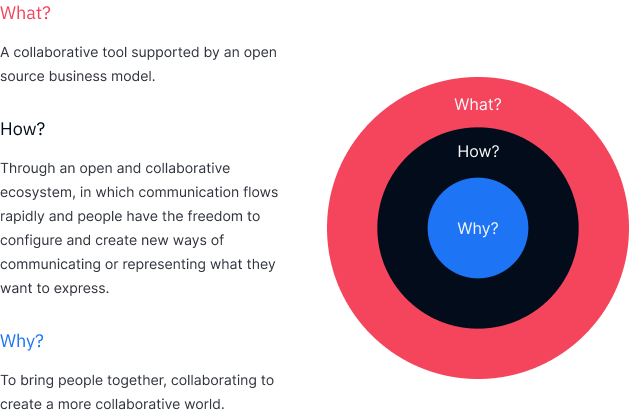 What?
A collaborative tool supported by an open
source business model.
How?
Through an open and collaborative
ecosystem, in which communication flows
rapidly and people have the freedom to
configure and create new ways of
communicating or representing what they
want to express.
Why?
To bring people together, collaborating to
create a more collaborative world.
What?
How?
Why?